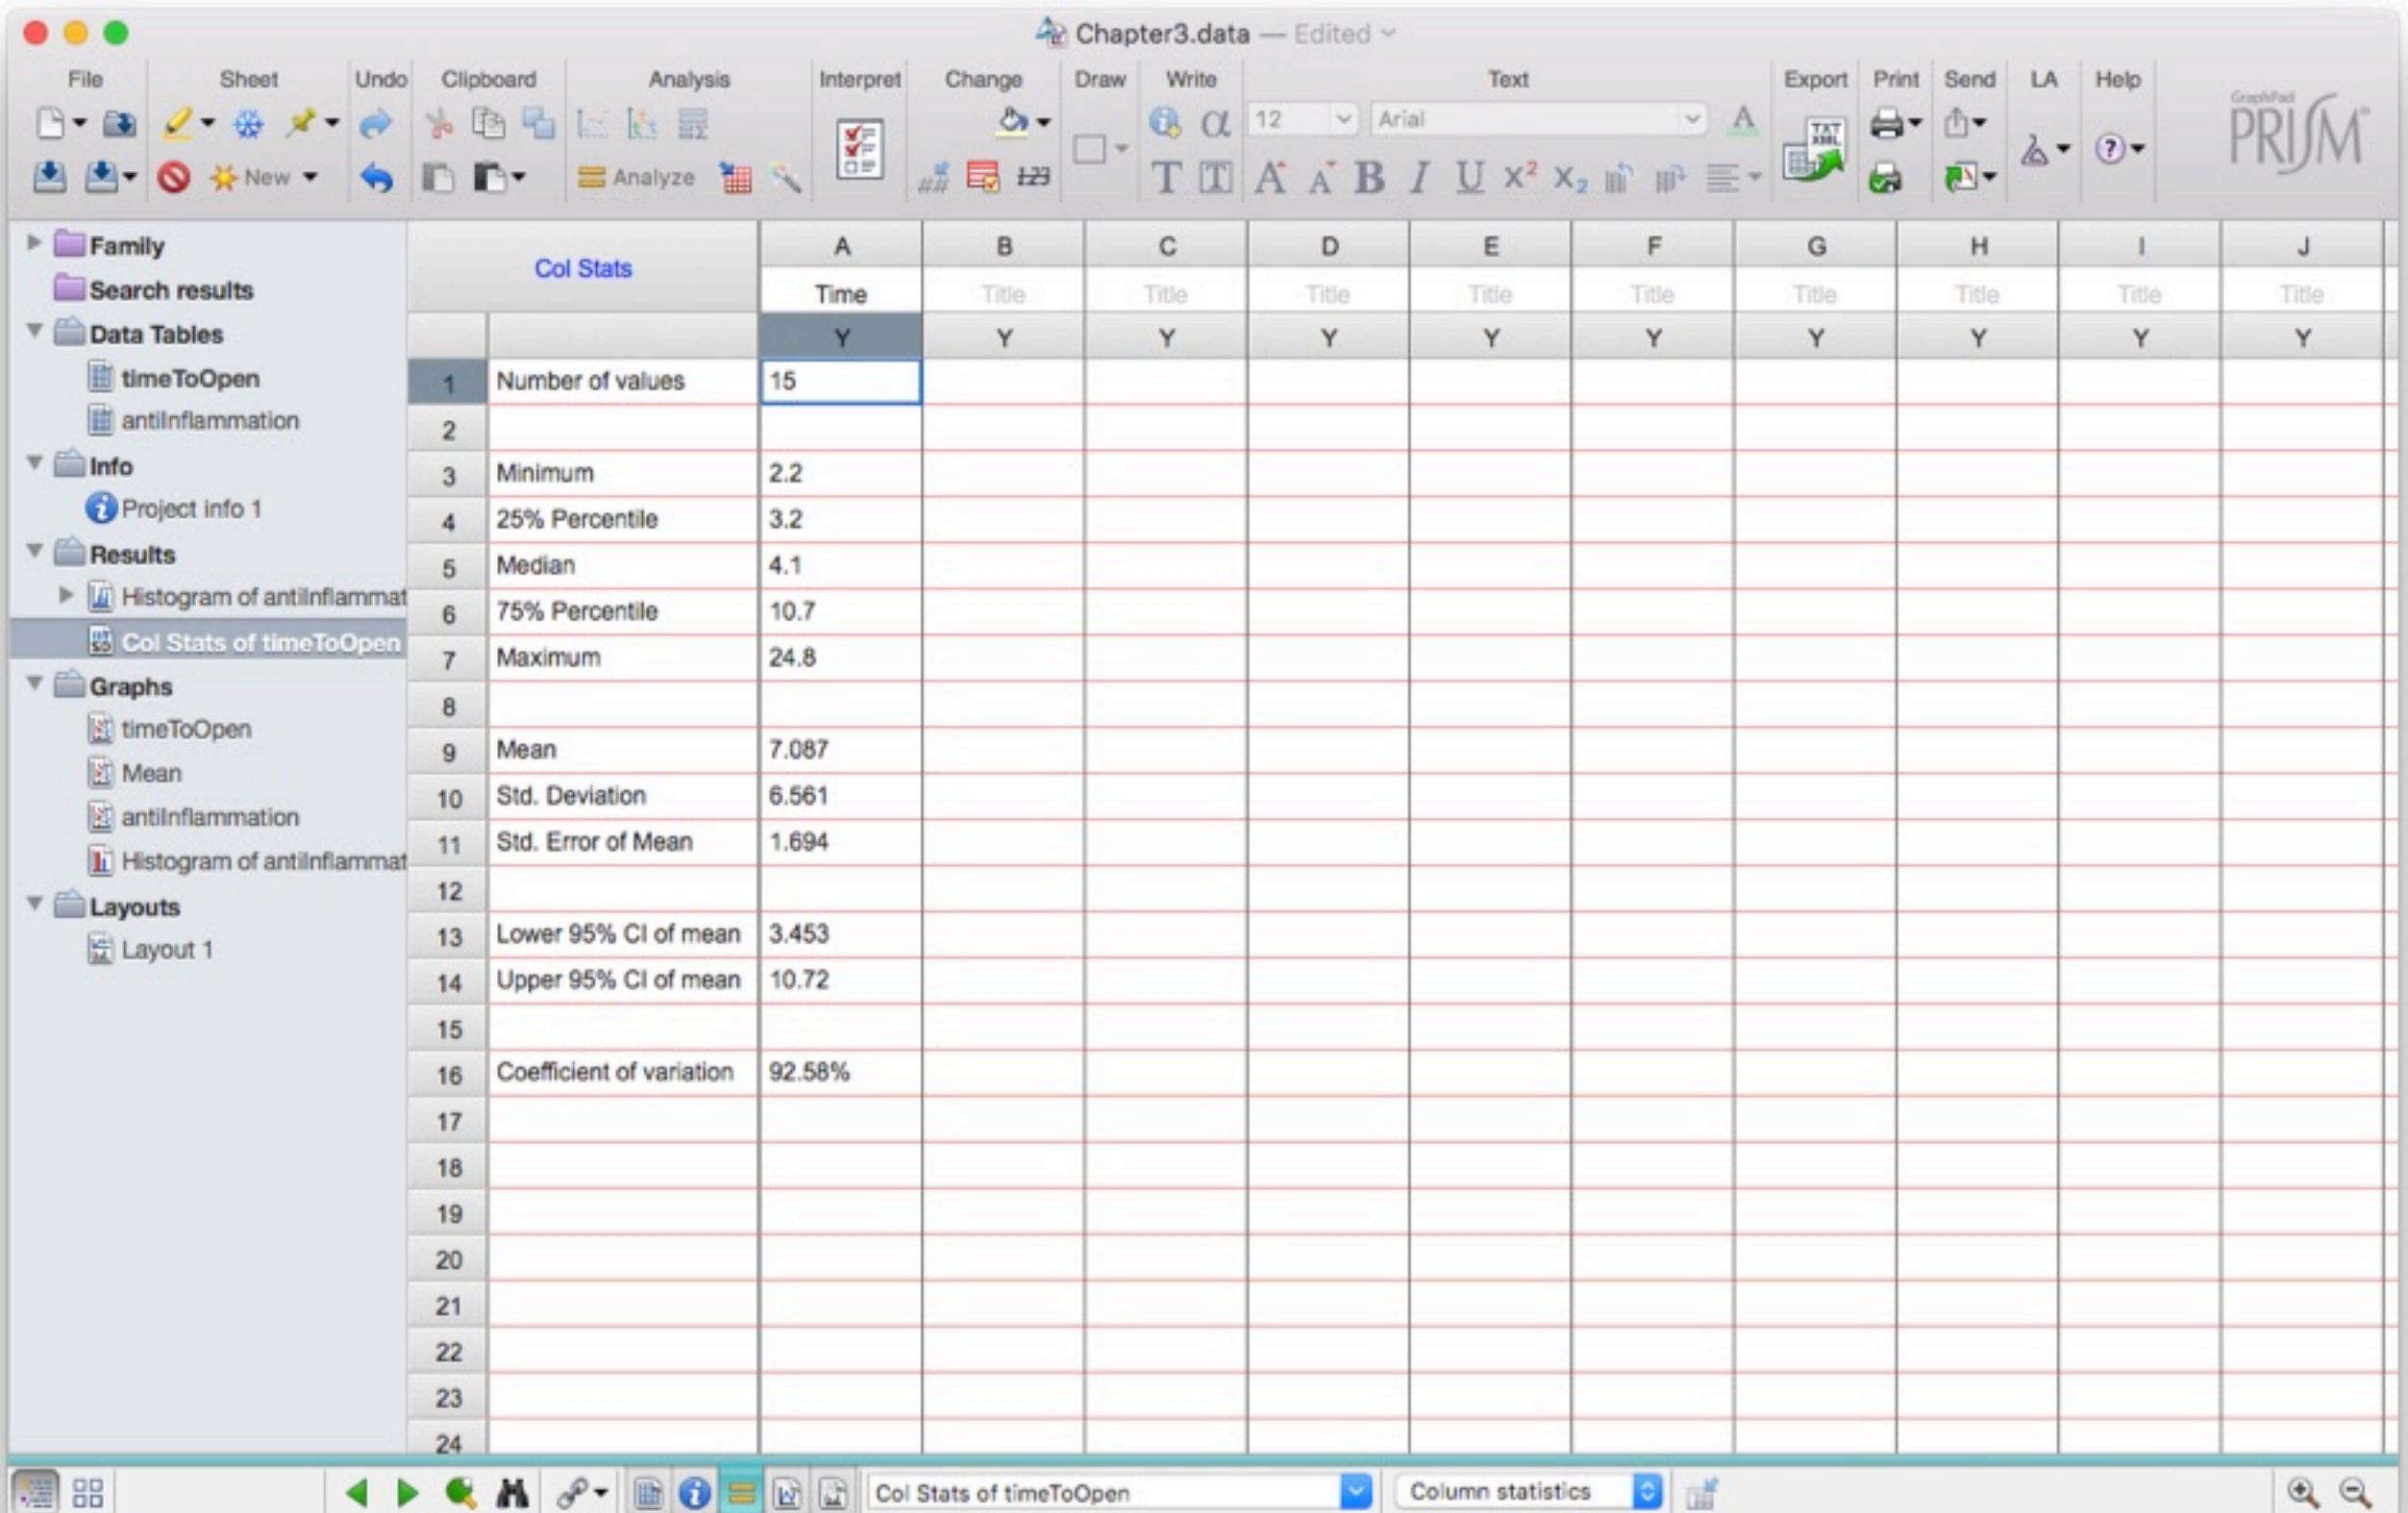 Chapter3.data — Edited
File Sheet Undo Clipboard Analysis Interpret Change Draw Write Text Export Print Send LA Help
12 Arial
GraphPad
PRISM
New Analyze
Family
Search results
Data Tables
timeToOpen
antiInflammation
Info
Project info 1
Results
Histogram of antiInflammat
Col Stats of timeToOpen
Graphs
timeToOpen
Mean
antiInflammation
Histogram of antiInflammat
Layouts
Layout 1
Col Stats A B C D E F G H I J
Time Title Title Title Title Title Title Title Title Title
Y Y Y Y Y Y Y Y Y Y
1 Number of values 15
2
3 Minimum 2.2
4 25% Percentile 3.2
5 Median 4.1
6 75% Percentile 10.7
7 Maximum 24.8
8
9 Mean 7.087
10 Std. Deviation 6.561
11 Std. Error of Mean 1.694
12
13 Lower 95% CI of mean 3.453
14 Upper 95% CI of mean 10.72
15
16 Coefficient of variation 92.58%
17
18
19
20
21
22
23
24
Col Stats of timeToOpen Column statistics